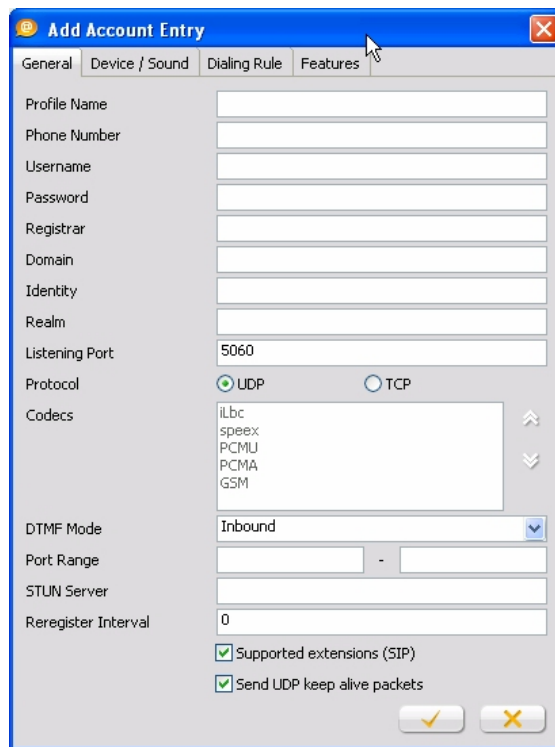 Add Account Entry
General Device / Sound Dialing Rule Features
Profile Name
Phone Number
Username
Password
Registrar
Domain
Identity
Realm
Listening Port 5060
Protocol UDP TCP
Codecs iLbc
speex
PCMU
PCMA
GSM
DTMF Mode Inbound
Port Range -
STUN Server
Reregister Interval 0
Supported extensions (SIP)
Send UDP keep alive packets